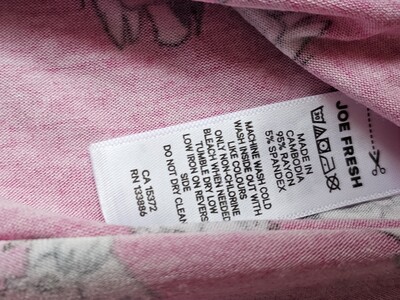 JOE FRESH
30
MADE IN
CAMBODIA
95% RAYON
5% SPANDEX
MACHINE WASH COLD
WASH INSIDE OUT WITH
LIKE COLOURS
ONLY NON-CHLORINE
BLEACH WHEN NEEDED
TUMBLE DRY LOW
LOW IRON ON REVERSE
SIDE
DO NOT DRY CLEAN
CA 15372
RN 133886